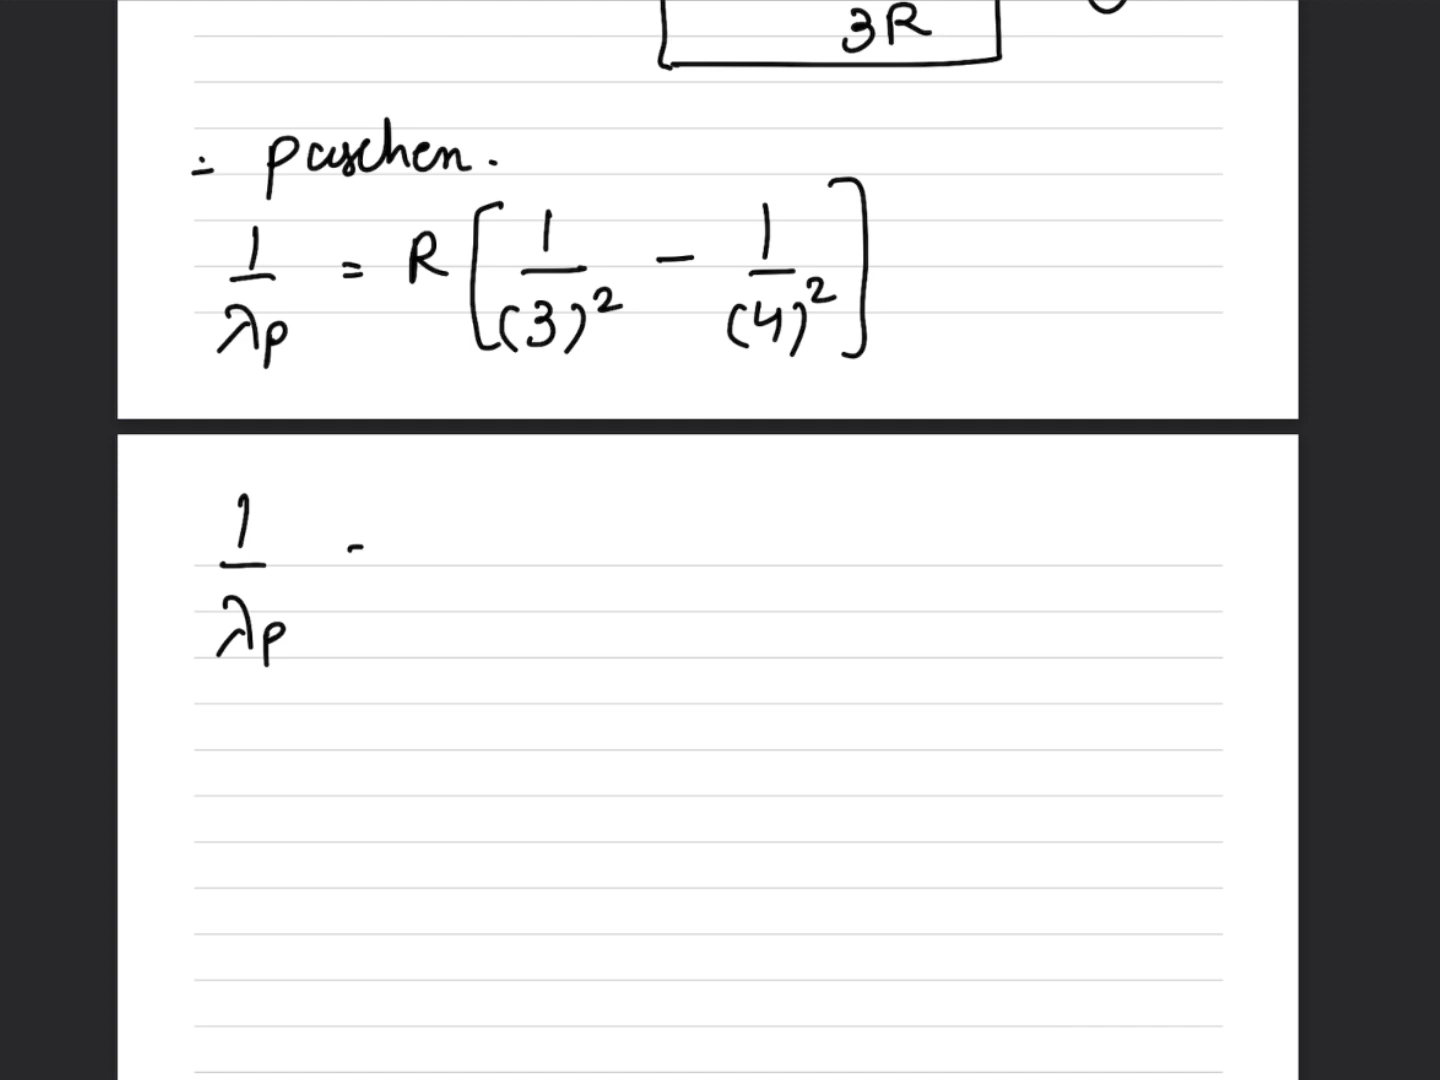 3R
= paschen.
1/λp = R[1/(3)² - 1/(4)²]
1/λp -